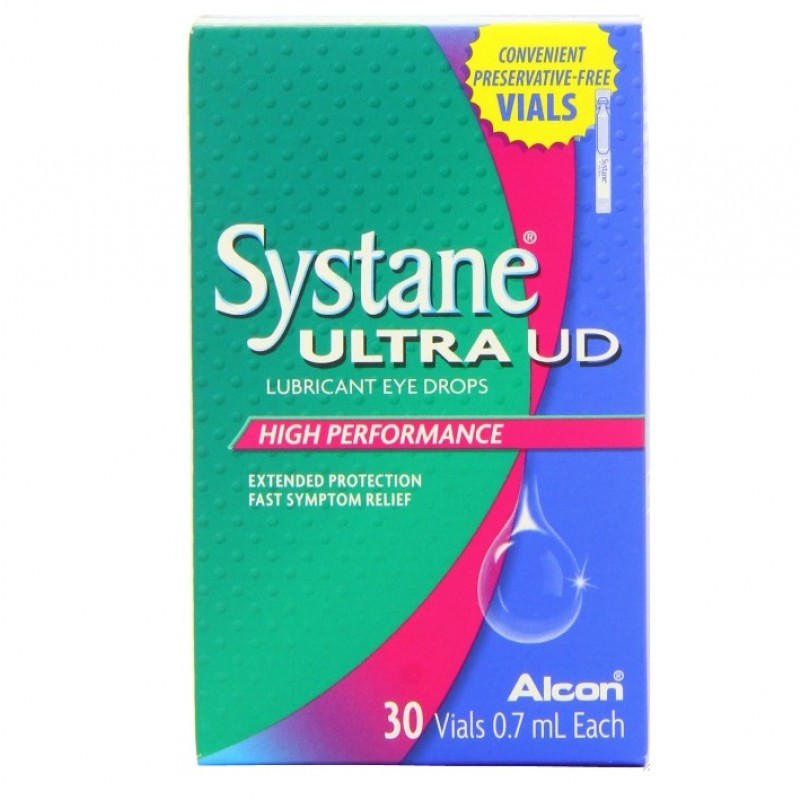 CONVENIENT
PRESERVATIVE-FREE
VIALS
Systane
Systane®
ULTRA UD
LUBRICANT EYE DROPS
HIGH PERFORMANCE
EXTENDED PROTECTION
FAST SYMPTOM RELIEF
Alcon®
30 Vials 0.7 mL Each